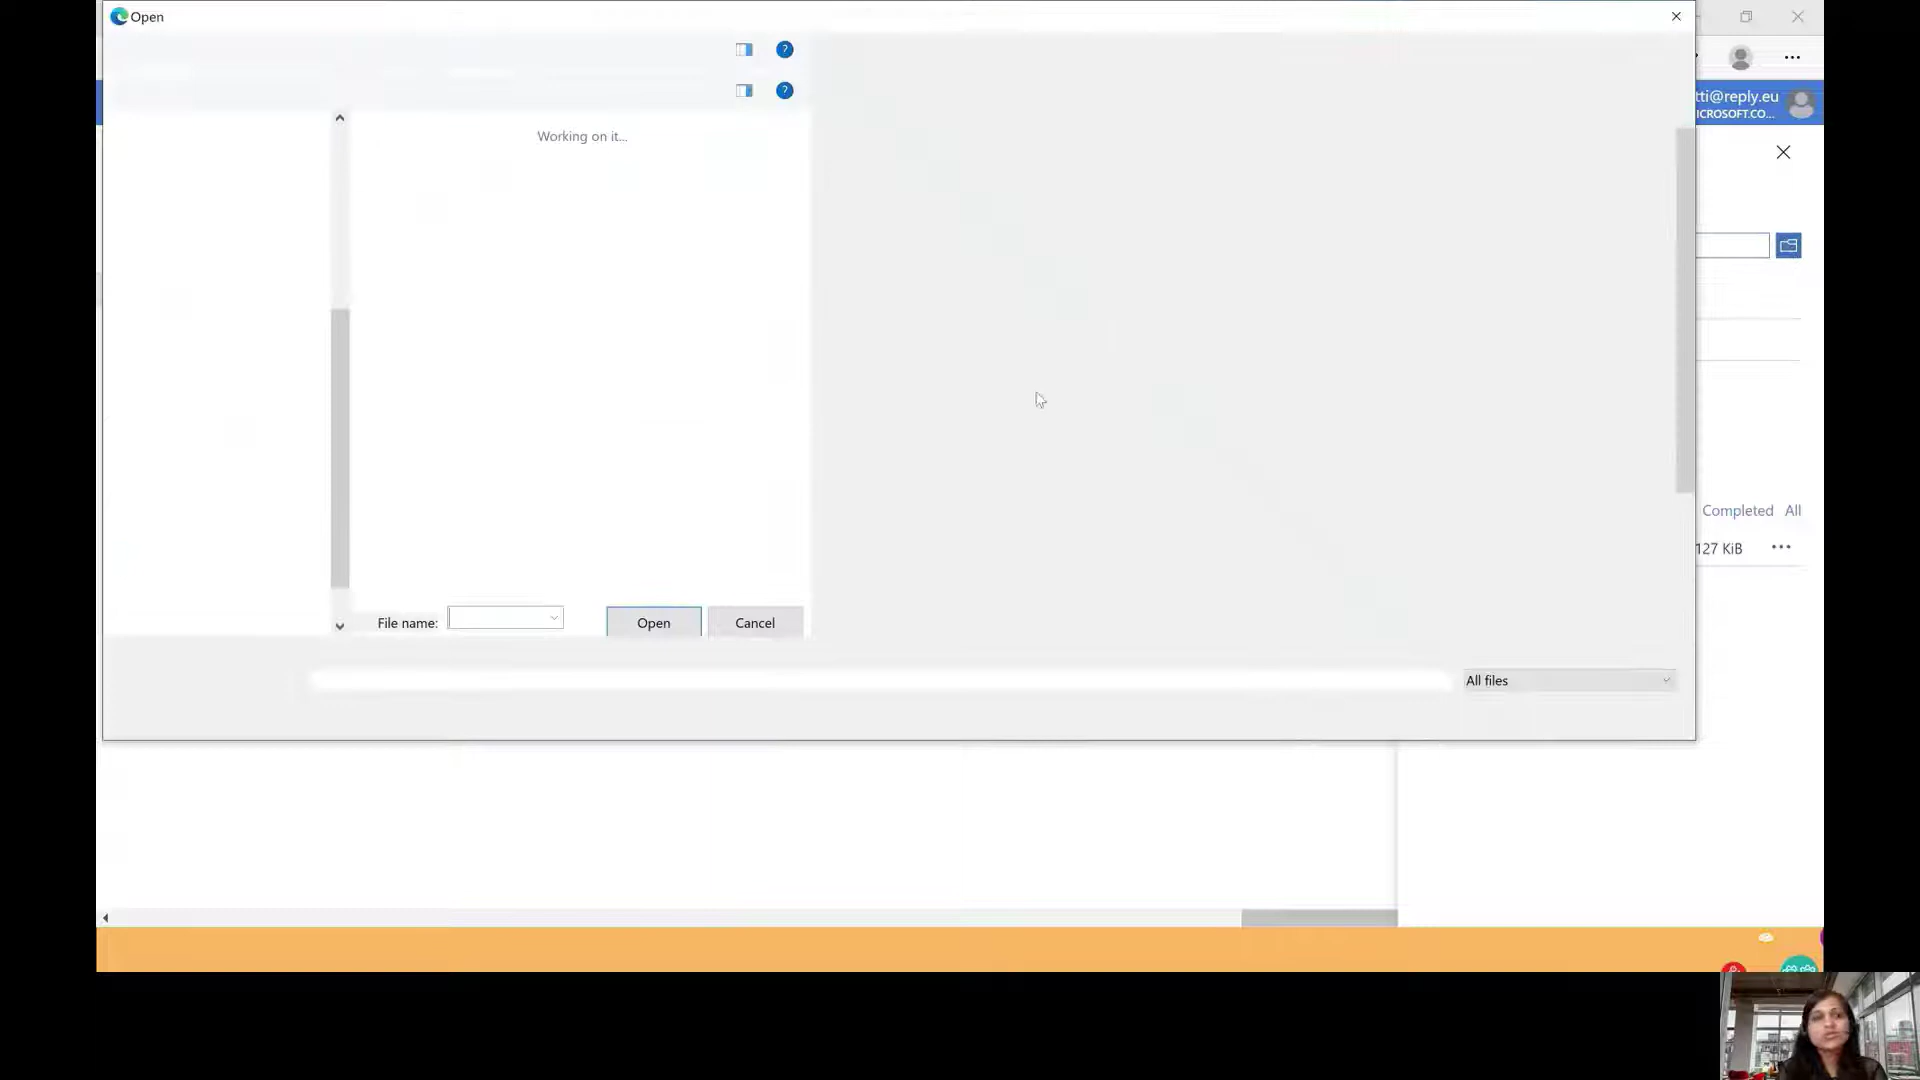 Open
tti@reply.eu
ICROSOFT.CO...
Working on it...
Completed All
127 KiB
File name:
Open
Cancel
All files